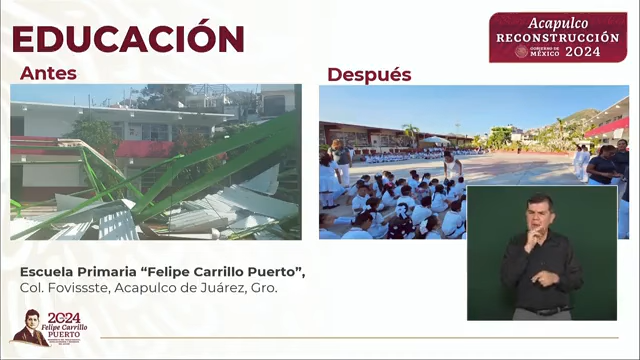 EDUCACIÓN
Acapulco
RECONSTRUCCIÓN
GOBIERNO DE
MÉXICO
2024
Antes
Después
Escuela Primaria “Felipe Carrillo Puerto”,
Col. Fovissste, Acapulco de Juárez, Gro.
2024
Felipe Carrillo
PUERTO